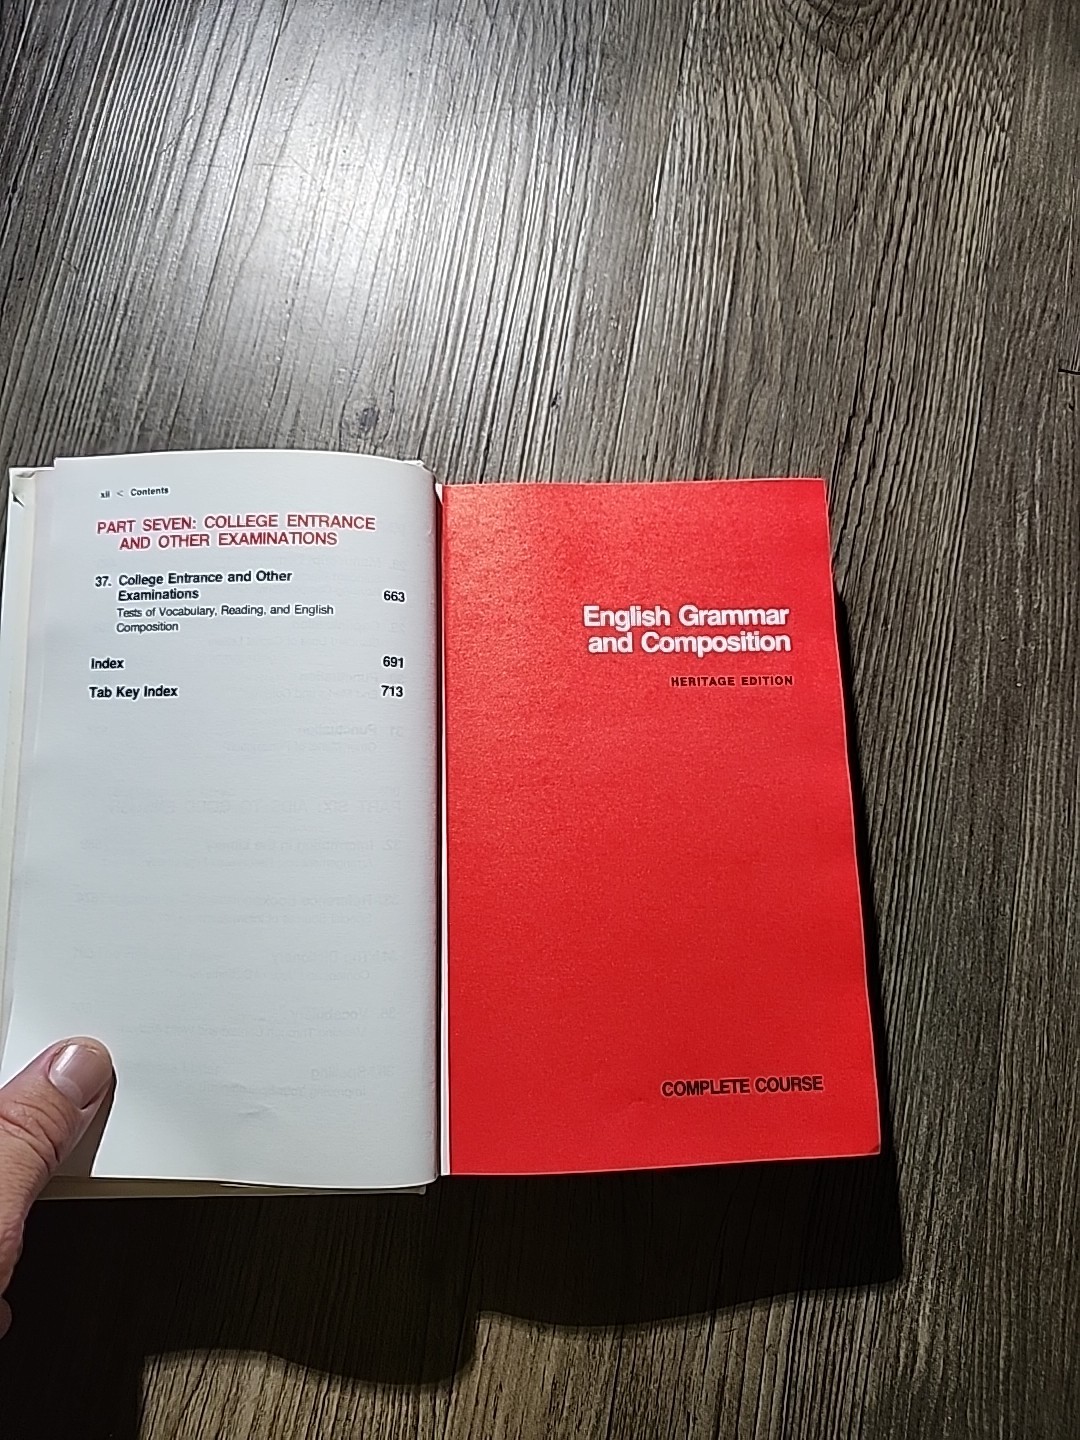 xii < Contents
PART SEVEN: COLLEGE ENTRANCE
AND OTHER EXAMINATIONS
37. College Entrance and Other
Examinations 663
Tests of Vocabulary, Reading, and English
Composition
Index 691
Tab Key Index 713
English Grammar
and Composition
HERITAGE EDITION
COMPLETE COURSE